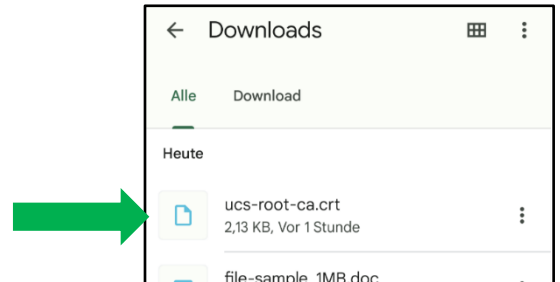 Downloads
Alle Download
Heute
ucs-root-ca.crt
2,13 KB, Vor 1 Stunde
file-sample_1MB.doc